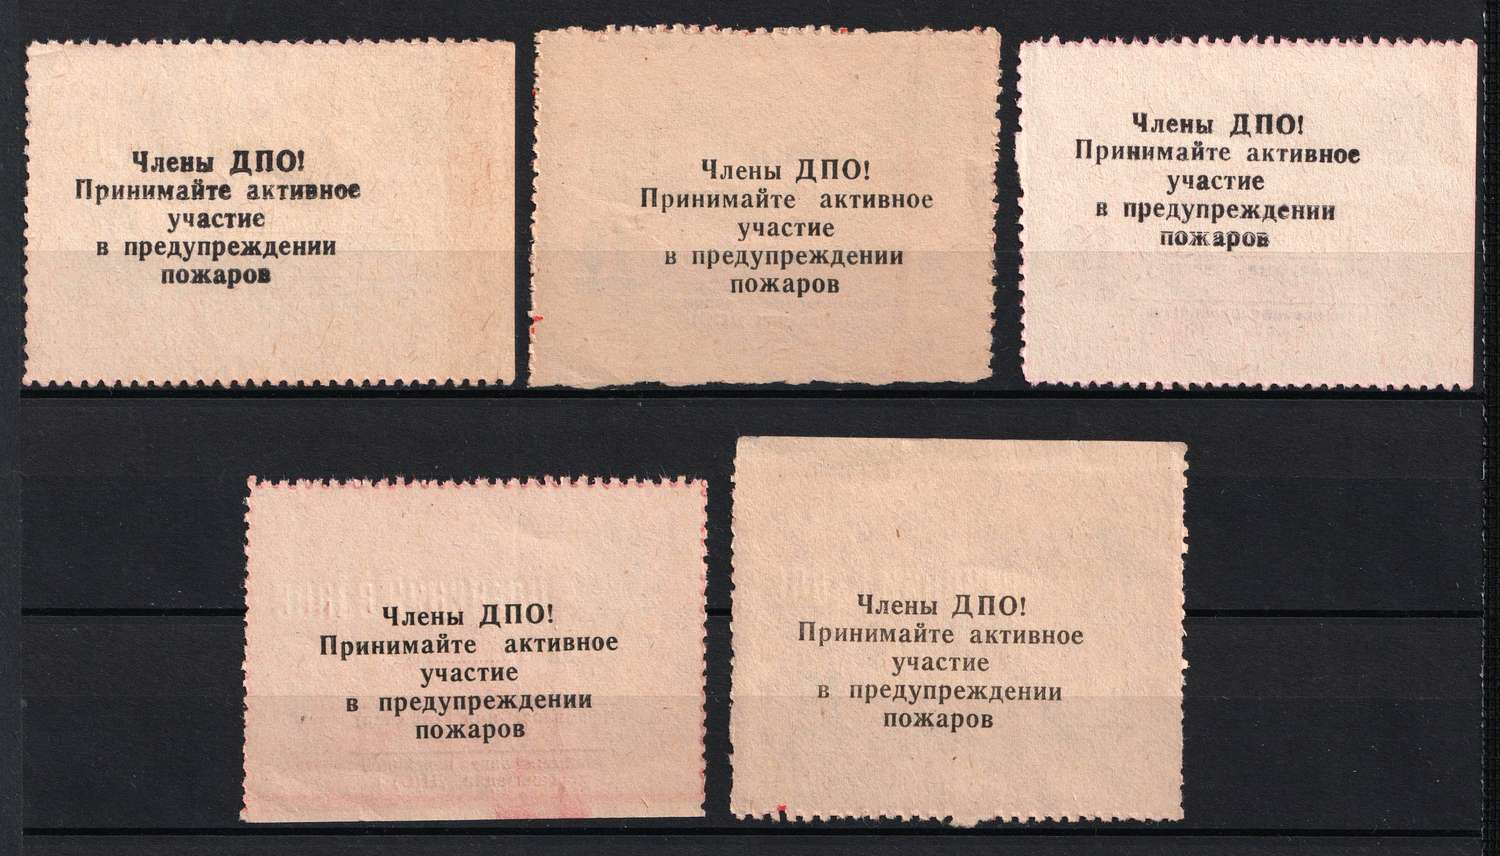 Члены ДПО!
Принимайте активное
участие
в предупреждении
пожаров
Члены ДПО!
Принимайте активное
участие
в предупреждении
пожаров
Члены ДПО!
Принимайте активное
участие
в предупреждении
пожаров
Члены ДПО!
Принимайте активное
участие
в предупреждении
пожаров
Члены ДПО!
Принимайте активное
участие
в предупреждении
пожаров